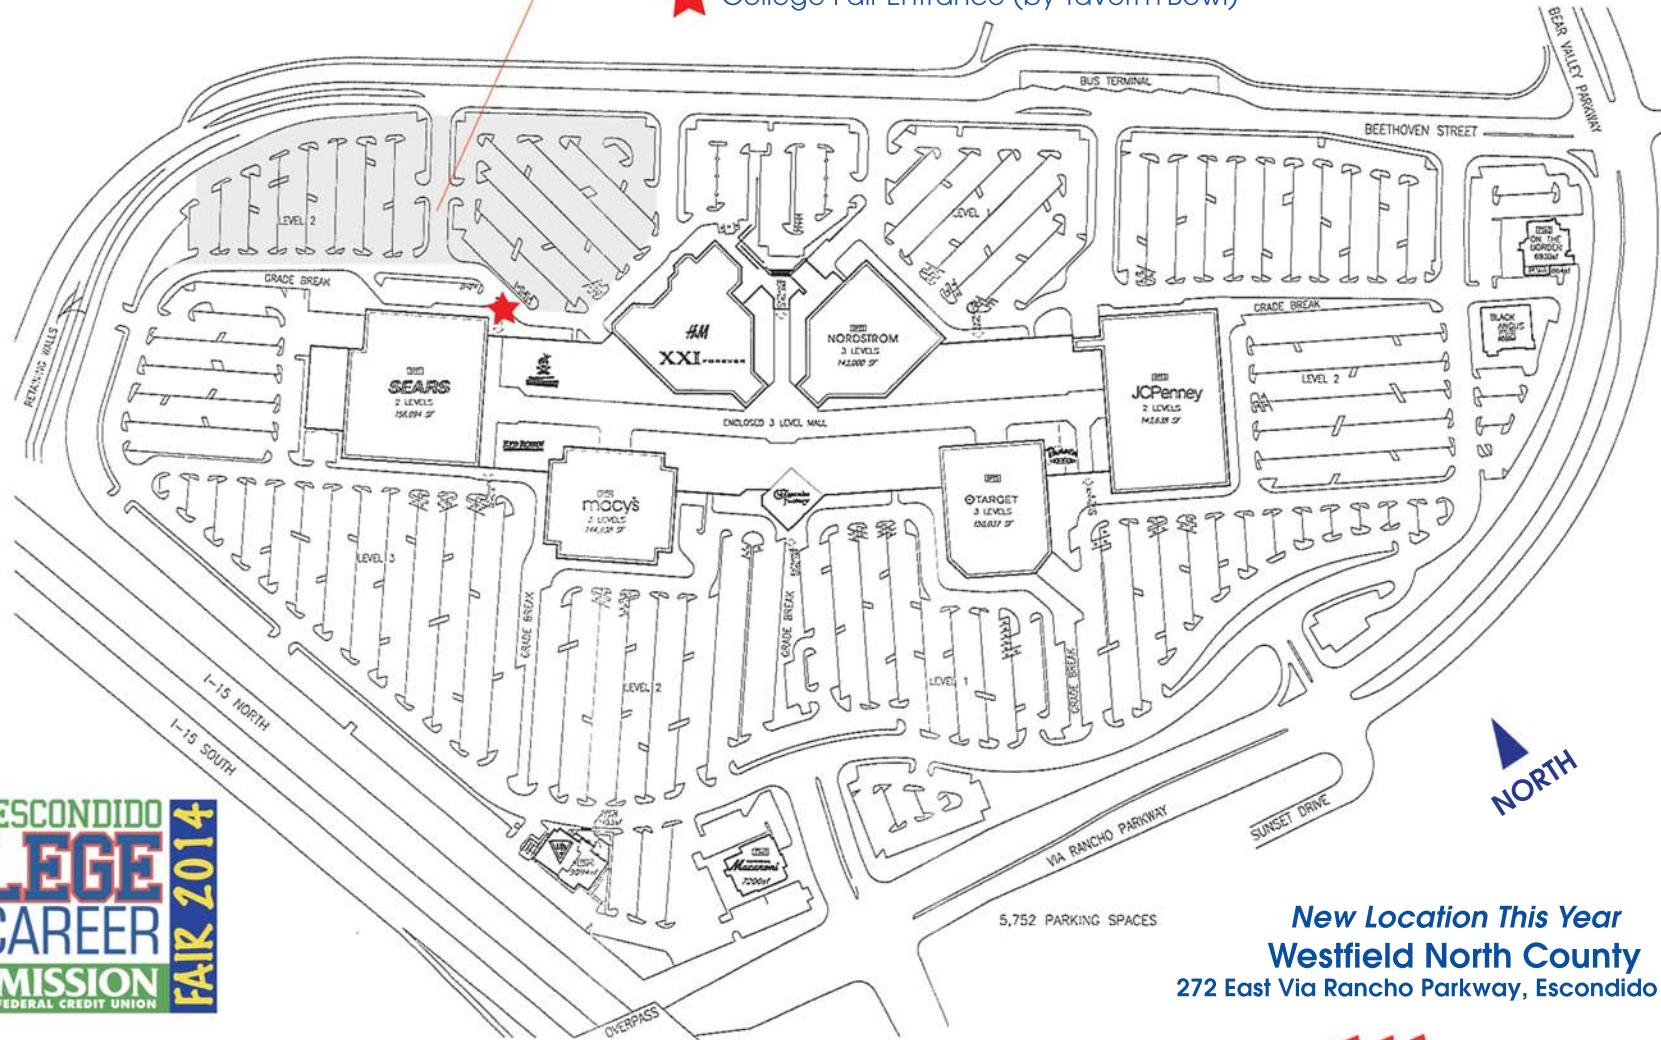 College Fair Entrance (by Tavern Bowl)
BEAR VALLEY PARKWAY
BUS TERMINAL
BEETHOVEN STREET
LEVEL 2
LEVEL 1
ON THE
BORDER
GRADE BREAK
GRADE BREAK
RETAINING WALLS
BLACK
ANGUS
H&M
XXI FOREVER
NORDSTROM
3 LEVELS
SEARS
2 LEVELS
JCPenney
2 LEVELS
LEVEL 2
ENCLOSED 3 LEVEL MALL
macy's
TARGET
3 LEVELS
LEVEL 3
GRADE BREAK
GRADE BREAK
GRADE BREAK
LEVEL 2
LEVEL 1
I-15 NORTH
I-15 SOUTH
NORTH
SUNSET DRIVE
VIA RANCHO PARKWAY
Macaroni
7200sf
5,752 PARKING SPACES
OVERPASS
ESCONDIDO
LEGE
CAREER
MISSION
FEDERAL CREDIT UNION
FAIR 2014
New Location This Year
Westfield North County
272 East Via Rancho Parkway, Escondido